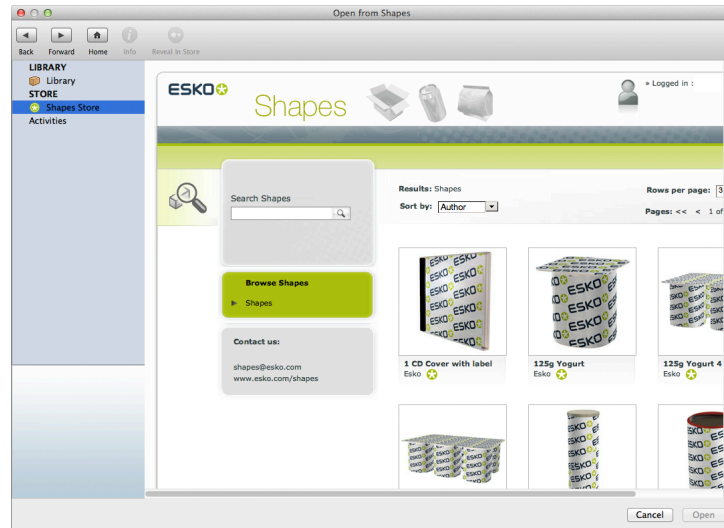 Open from Shapes
Back Forward Home Info Reveal In Store
LIBRARY
Library
STORE
Shapes Store
Activities
ESKO
Shapes
» Logged in :
Search Shapes
Results: Shapes
Sort by: Author
Rows per page: 3
Pages: << < 1 of
Browse Shapes
Shapes
Contact us:
shapes@esko.com
www.esko.com/shapes
1 CD Cover with label
Esko
125g Yogurt
Esko
125g Yogurt 4
Esko
Cancel Open